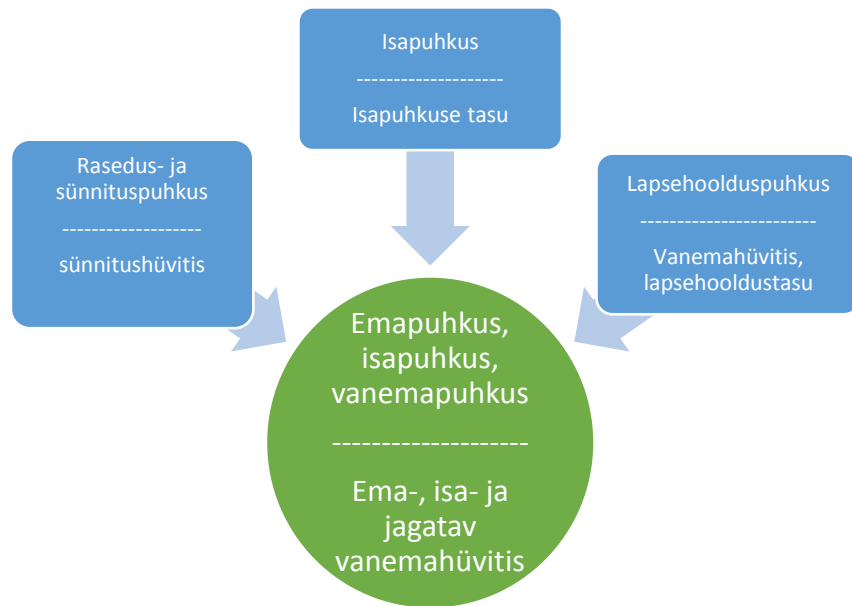 Isapuhkus
---------------------
Isapuhkuse tasu
Rasedus- ja
sünnituspuhkus
-------------------
sünnitushüvitis
Lapsehoolduspuhkus
------------------------
Vanemahüvitis,
lapsehooldustasu
Emapuhkus,
isapuhkus,
vanemapuhkus
---------------------
Ema-, isa- ja
jagatav
vanemahüvitis